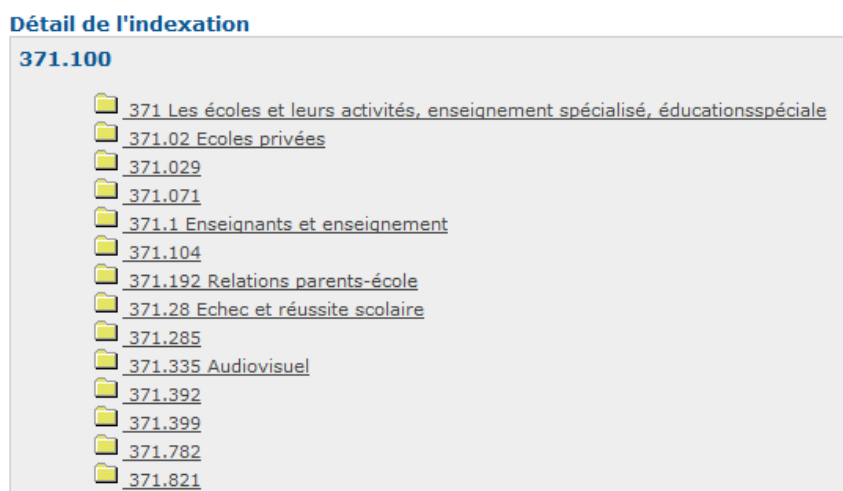 Détail de l'indexation
371.100
371 Les écoles et leurs activités, enseignement spécialisé, éducationsspéciale
371.02 Ecoles privées
371.029
371.071
371.1 Enseignants et enseignement
371.104
371.192 Relations parents-école
371.28 Echec et réussite scolaire
371.285
371.335 Audiovisuel
371.392
371.399
371.782
371.821